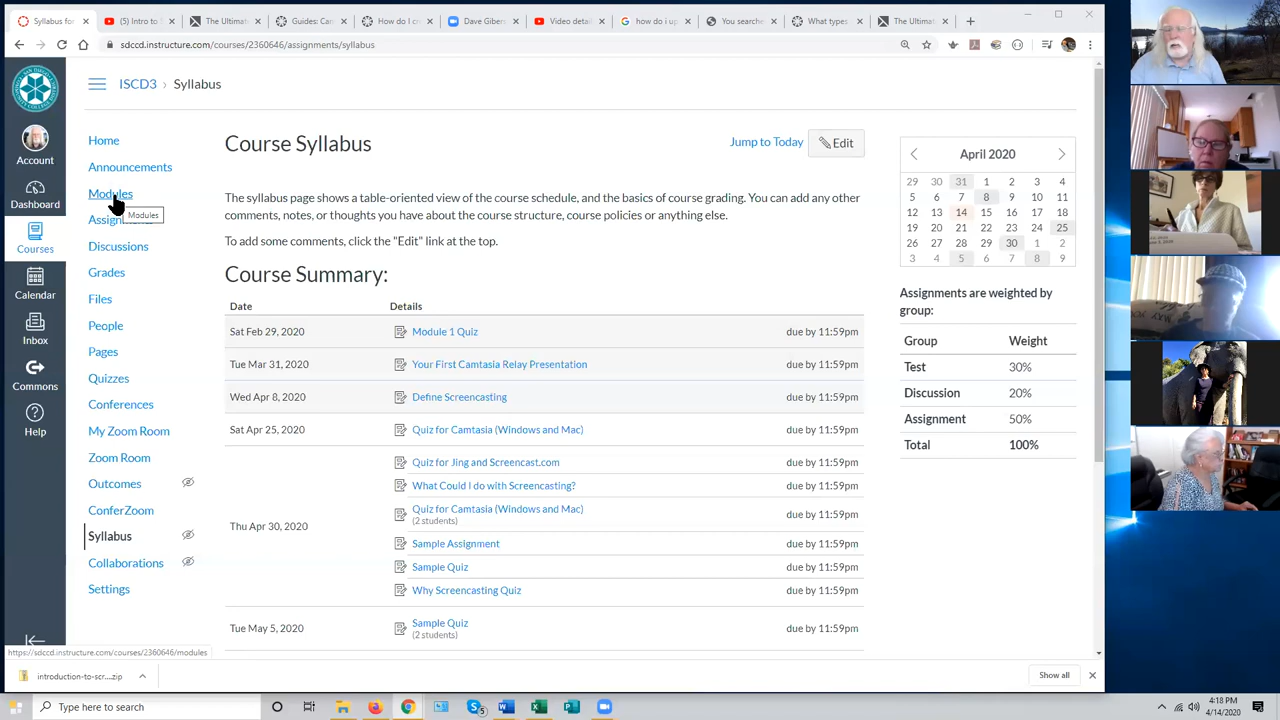 Syllabus for
(5) Intro to S
The Ultimat
Guides: Can
How do I cre
Dave Giber
Video detail
how do i up
You searche
What types
The Ultimat
sdccd.instructure.com/courses/2360646/assignments/syllabus
ISCD3 › Syllabus
Account
Dashboard
Courses
Calendar
Inbox
Commons
Help
Home
Announcements
Modules
Modules
Assign
Discussions
Grades
Files
People
Pages
Quizzes
Conferences
My Zoom Room
Zoom Room
Outcomes
ConferZoom
Syllabus
Collaborations
Settings
Course Syllabus
Jump to Today
Edit
The syllabus page shows a table-oriented view of the course schedule, and the basics of course grading. You can add any other
comments, notes, or thoughts you have about the course structure, course policies or anything else.
To add some comments, click the "Edit" link at the top.
Course Summary:
Date Details
Sat Feb 29, 2020 Module 1 Quiz due by 11:59pm
Tue Mar 31, 2020 Your First Camtasia Relay Presentation due by 11:59pm
Wed Apr 8, 2020 Define Screencasting due by 11:59pm
Sat Apr 25, 2020 Quiz for Camtasia (Windows and Mac) due by 11:59pm
Quiz for Jing and Screencast.com due by 11:59pm
What Could I do with Screencasting? due by 11:59pm
Quiz for Camtasia (Windows and Mac) due by 11:59pm
(2 students)
Thu Apr 30, 2020
Sample Assignment due by 11:59pm
Sample Quiz due by 11:59pm
Why Screencasting Quiz due by 11:59pm
Tue May 5, 2020 Sample Quiz due by 11:59pm
(2 students)
April 2020
29 30 31 1 2 3 4
5 6 7 8 9 10 11
12 13 14 15 16 17 18
19 20 21 22 23 24 25
26 27 28 29 30 1 2
3 4 5 6 7 8 9
Assignments are weighted by
group:
Group Weight
Test 30%
Discussion 20%
Assignment 50%
Total 100%
https://sdccd.instructure.com/courses/2360646/modules
introduction-to-scr....zip
Show all
Type here to search
5
4:18 PM
4/14/2020